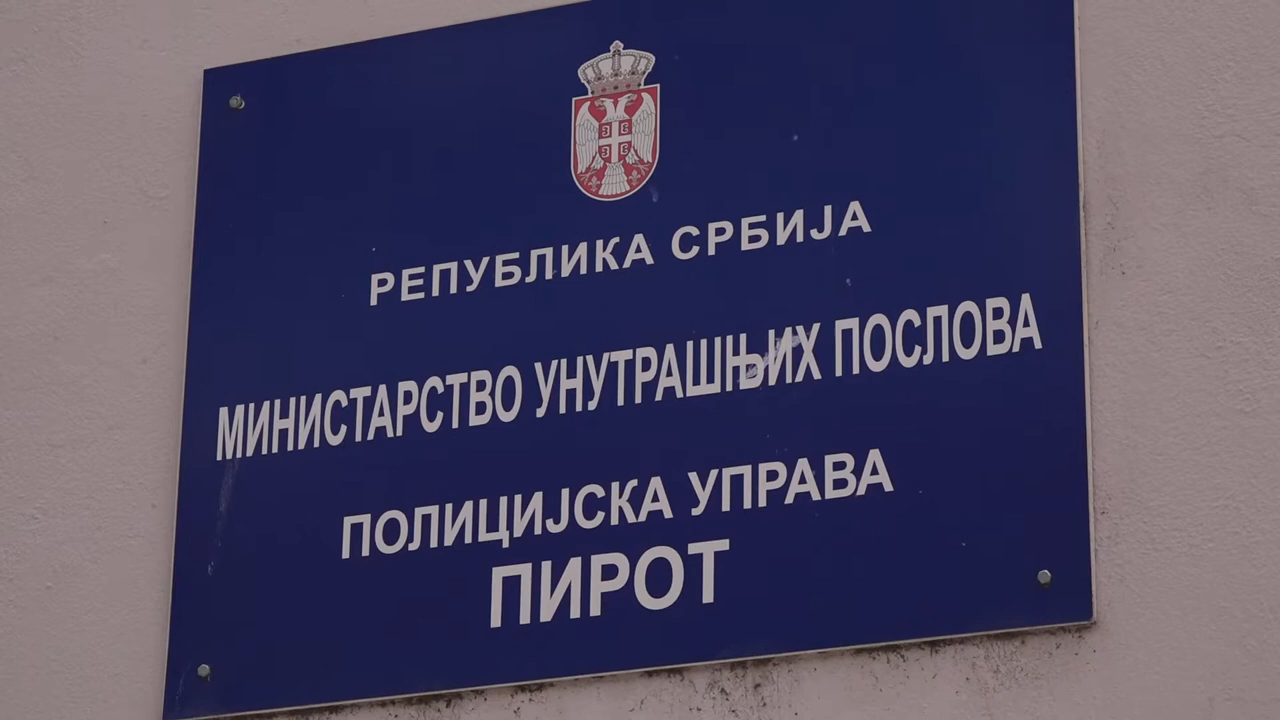 РЕПУБЛИКА СРБИЈА
МИНИСТАРСТВО УНУТРАШЊИХ ПОСЛОВА
ПОЛИЦИЈСКА УПРАВА
ПИРОТ